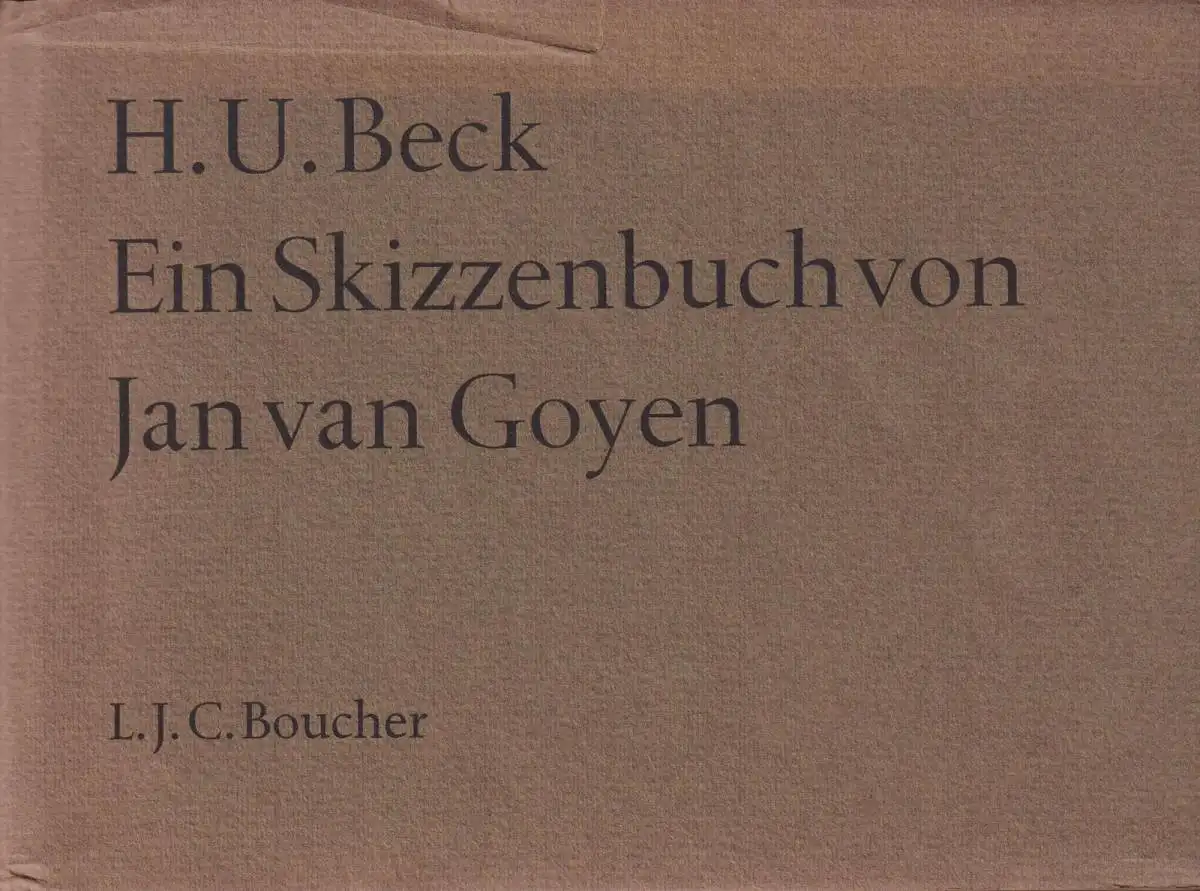 H. U. Beck
Ein Skizzenbuch von
Jan van Goyen
L. J. C. Boucher